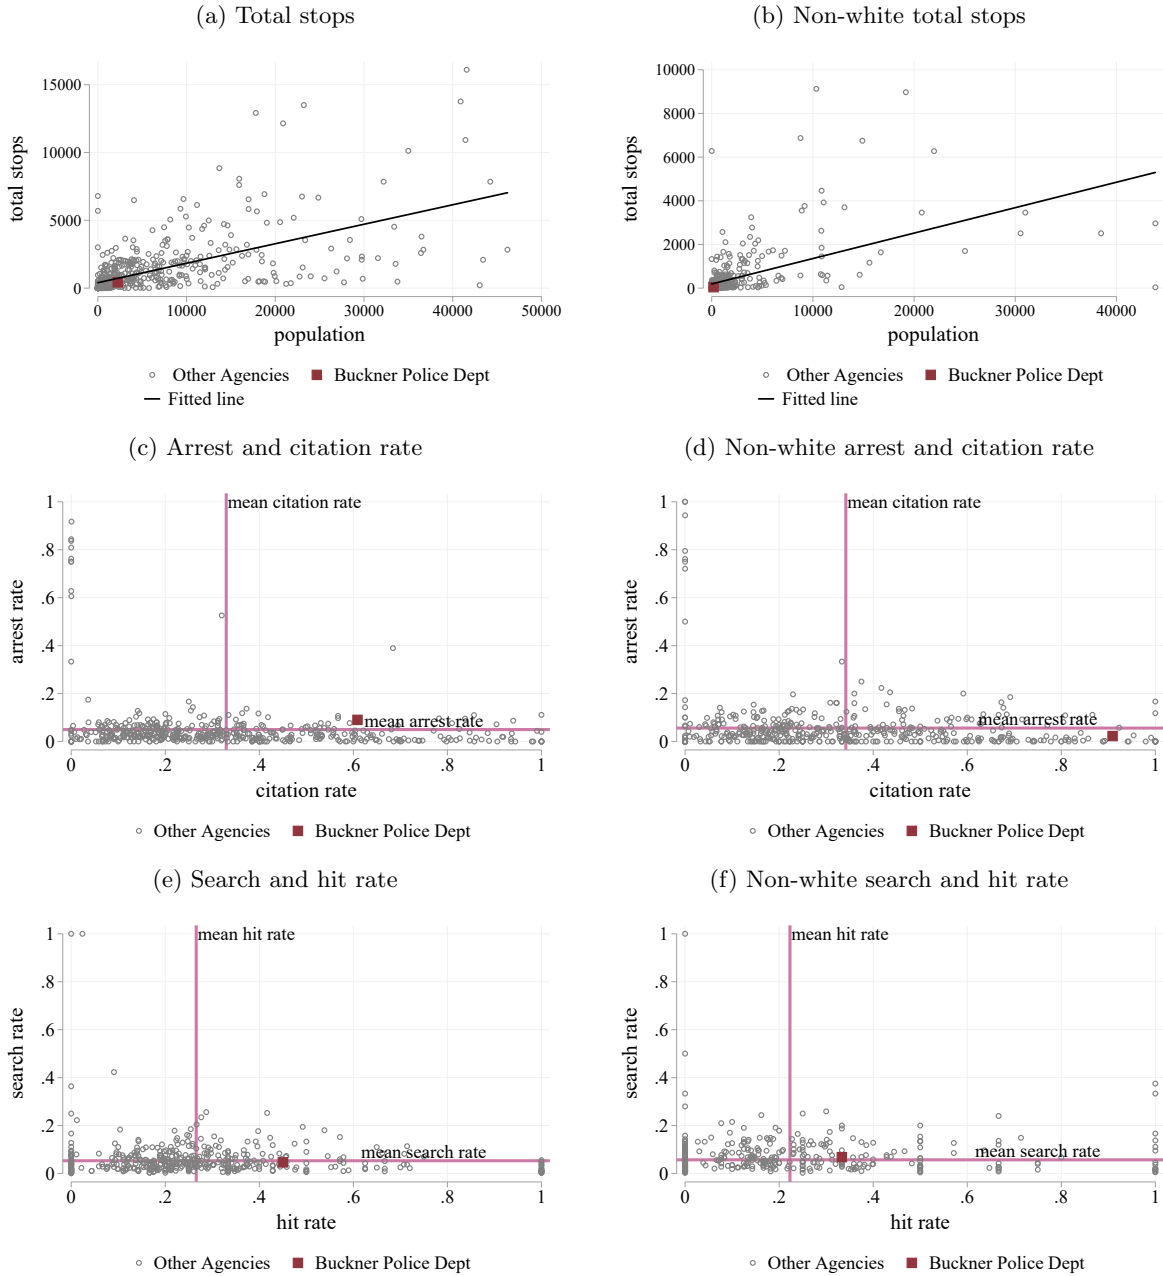 (a) Total stops
(b) Non-white total stops
total stops
15000
10000
5000
0
0
10000
20000
30000
40000
50000
population
Other Agencies
Buckner Police Dept
Fitted line
total stops
10000
8000
6000
4000
2000
0
0
10000
20000
30000
40000
population
Other Agencies
Buckner Police Dept
Fitted line
(c) Arrest and citation rate
(d) Non-white arrest and citation rate
arrest rate
1
.8
.6
.4
.2
0
mean citation rate
mean arrest rate
0
.2
.4
.6
.8
1
citation rate
Other Agencies
Buckner Police Dept
arrest rate
1
.8
.6
.4
.2
0
mean citation rate
mean arrest rate
0
.2
.4
.6
.8
1
citation rate
Other Agencies
Buckner Police Dept
(e) Search and hit rate
(f) Non-white search and hit rate
search rate
1
.8
.6
.4
.2
0
mean hit rate
mean search rate
0
.2
.4
.6
.8
1
hit rate
Other Agencies
Buckner Police Dept
search rate
1
.8
.6
.4
.2
0
mean hit rate
mean search rate
0
.2
.4
.6
.8
1
hit rate
Other Agencies
Buckner Police Dept